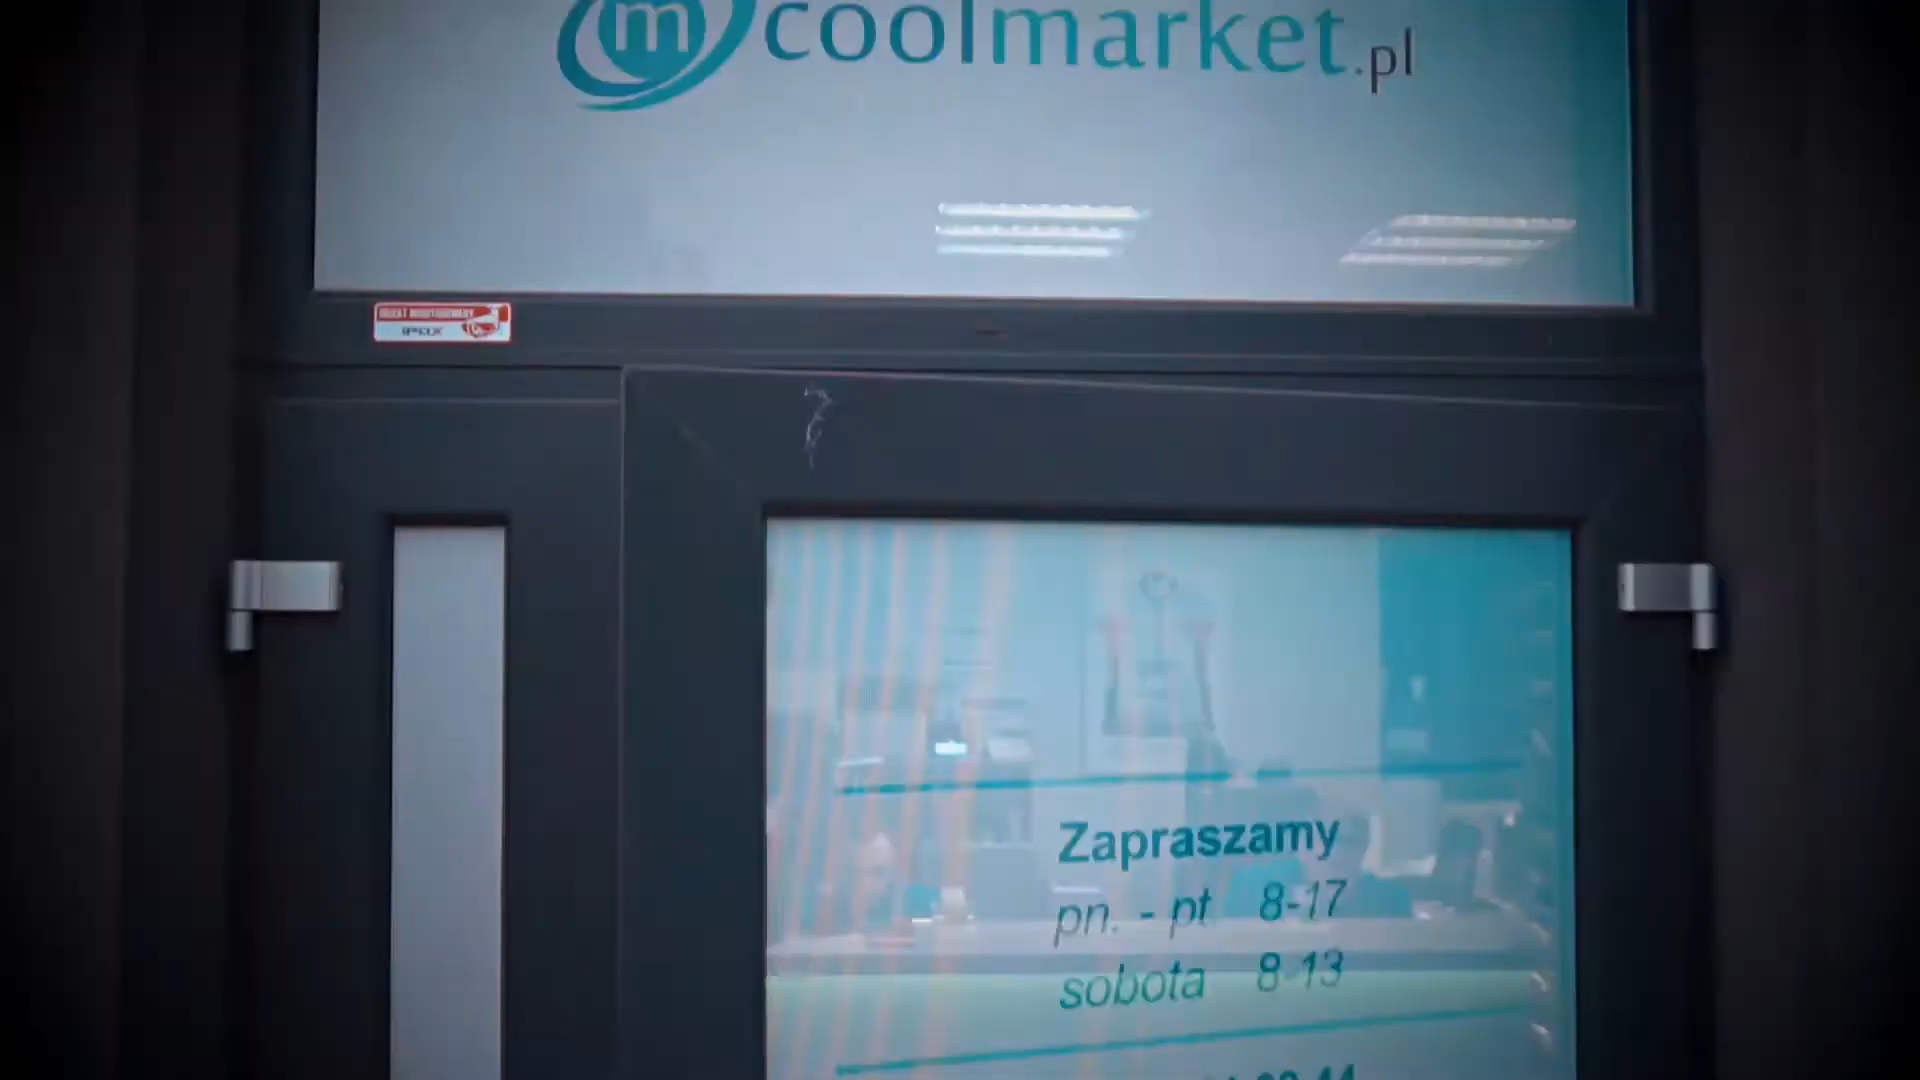 m coolmarket.pl
Zapraszamy
pn. - pt 8-17
sobota 8-13